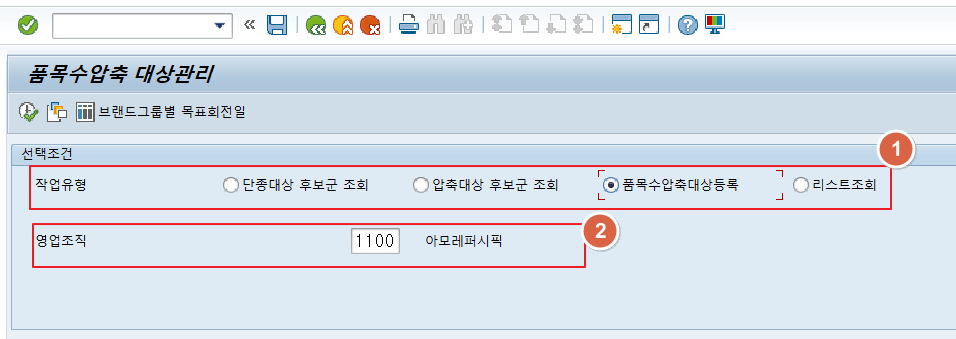 품목수압축 대상관리
브랜드그룹별 목표회전일
선택조건
1
작업유형 단종대상 후보군 조회 압축대상 후보군 조회 품목수압축대상등록 리스트조회
2
영업조직 1100 아모레퍼시픽